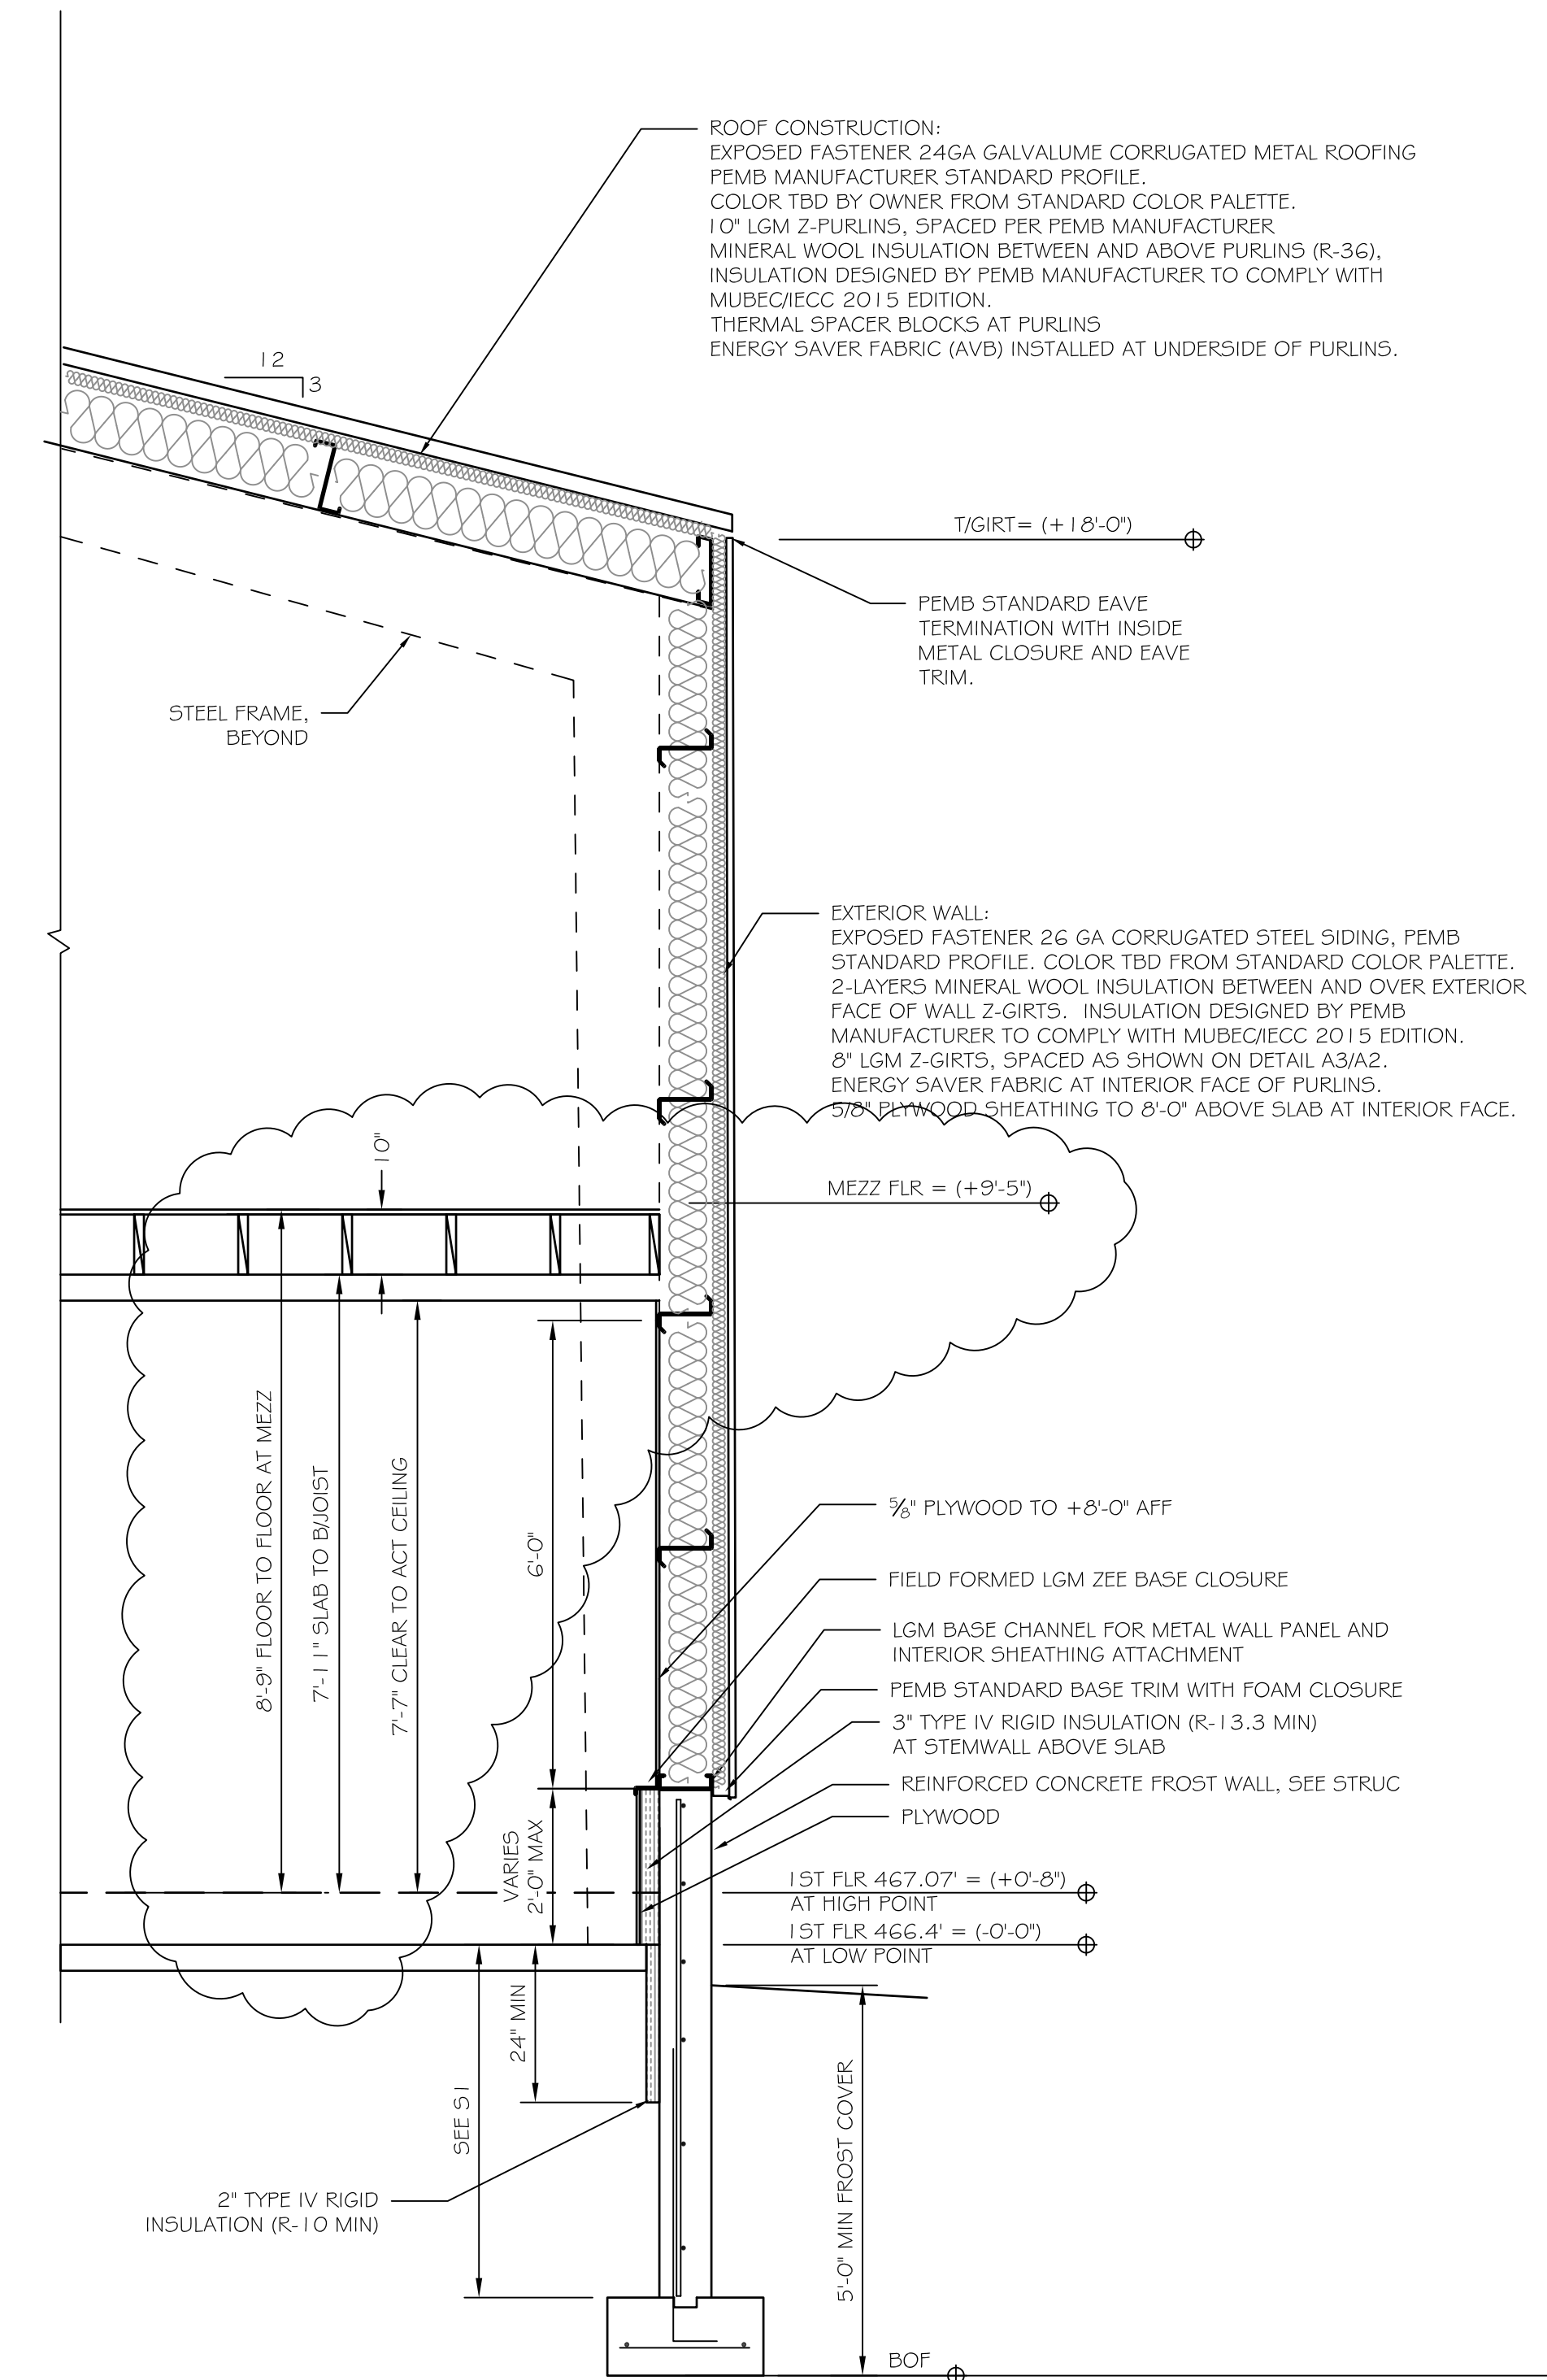 ROOF CONSTRUCTION:
EXPOSED FASTENER 24GA GALVALUME CORRUGATED METAL ROOFING
PEMB MANUFACTURER STANDARD PROFILE.
COLOR TBD BY OWNER FROM STANDARD COLOR PALETTE.
10" LGM Z-PURLINS, SPACED PER PEMB MANUFACTURER
MINERAL WOOL INSULATION BETWEEN AND ABOVE PURLINS (R-36),
INSULATION DESIGNED BY PEMB MANUFACTURER TO COMPLY WITH
MUBEC/IECC 2015 EDITION.
THERMAL SPACER BLOCKS AT PURLINS
ENERGY SAVER FABRIC (AVB) INSTALLED AT UNDERSIDE OF PURLINS.
12
3
T/GIRT= (+18'-0")
PEMB STANDARD EAVE
TERMINATION WITH INSIDE
METAL CLOSURE AND EAVE
TRIM.
STEEL FRAME,
BEYOND
EXTERIOR WALL:
EXPOSED FASTENER 26 GA CORRUGATED STEEL SIDING, PEMB
STANDARD PROFILE. COLOR TBD FROM STANDARD COLOR PALETTE.
2-LAYERS MINERAL WOOL INSULATION BETWEEN AND OVER EXTERIOR
FACE OF WALL Z-GIRTS. INSULATION DESIGNED BY PEMB
MANUFACTURER TO COMPLY WITH MUBEC/IECC 2015 EDITION.
8" LGM Z-GIRTS, SPACED AS SHOWN ON DETAIL A3/A2.
ENERGY SAVER FABRIC AT INTERIOR FACE OF PURLINS.
5/8" PLYWOOD SHEATHING TO 8'-0" ABOVE SLAB AT INTERIOR FACE.
10"
MEZZ FLR = (+9'-5")
8'-9" FLOOR TO FLOOR AT MEZZ
7'-11" SLAB TO B/JOIST
7'-7" CLEAR TO ACT CEILING
6'-0"
5/8" PLYWOOD TO +8'-0" AFF
FIELD FORMED LGM ZEE BASE CLOSURE
LGM BASE CHANNEL FOR METAL WALL PANEL AND
INTERIOR SHEATHING ATTACHMENT
PEMB STANDARD BASE TRIM WITH FOAM CLOSURE
3" TYPE IV RIGID INSULATION (R-13.3 MIN)
AT STEMWALL ABOVE SLAB
REINFORCED CONCRETE FROST WALL, SEE STRUC
PLYWOOD
VARIES
2'-0" MAX
1ST FLR 467.07' = (+0'-8")
AT HIGH POINT
1ST FLR 466.4' = (-0'-0")
AT LOW POINT
24" MIN
SEE S1
5'-0" MIN FROST COVER
2" TYPE IV RIGID
INSULATION (R-10 MIN)
BOF